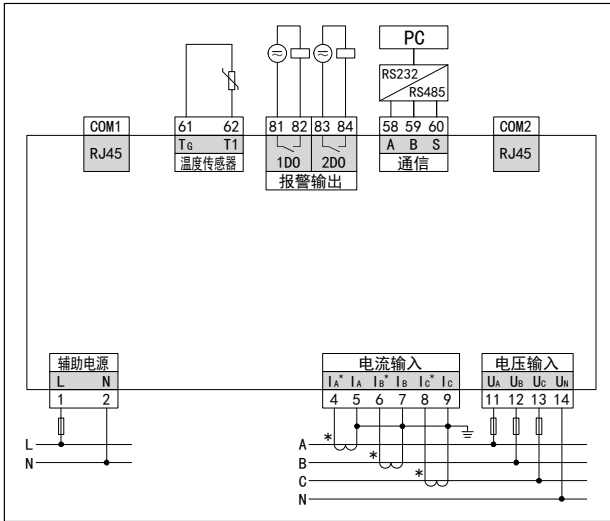 PC
RS232
RS485
COM1
RJ45
61 62
TG T1
温度传感器
81 82 83 84
1DO 2DO
报警输出
58 59 60
A B S
通信
COM2
RJ45
辅助电源
L N
1 2
L
N
电流输入
IA* IA IB* IB IC* IC
4 5 6 7 8 9
电压输入
UA UB UC UN
11 12 13 14
A *
B *
C *
N